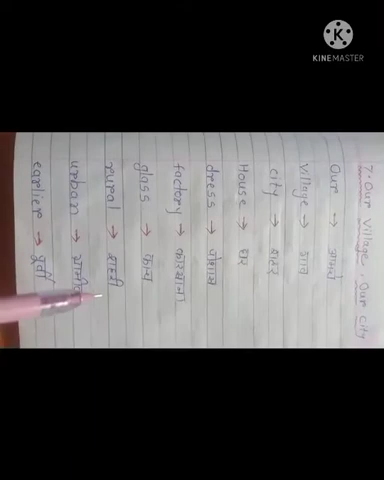 KINEMASTER
7. Our village, Our city
Our → आपले
village → गाव
city → शहर
House → घर
dress → पोशाख
factory → कारखाना
glass → काच
rural → शहरी
urban →
earlier → पूर्वी